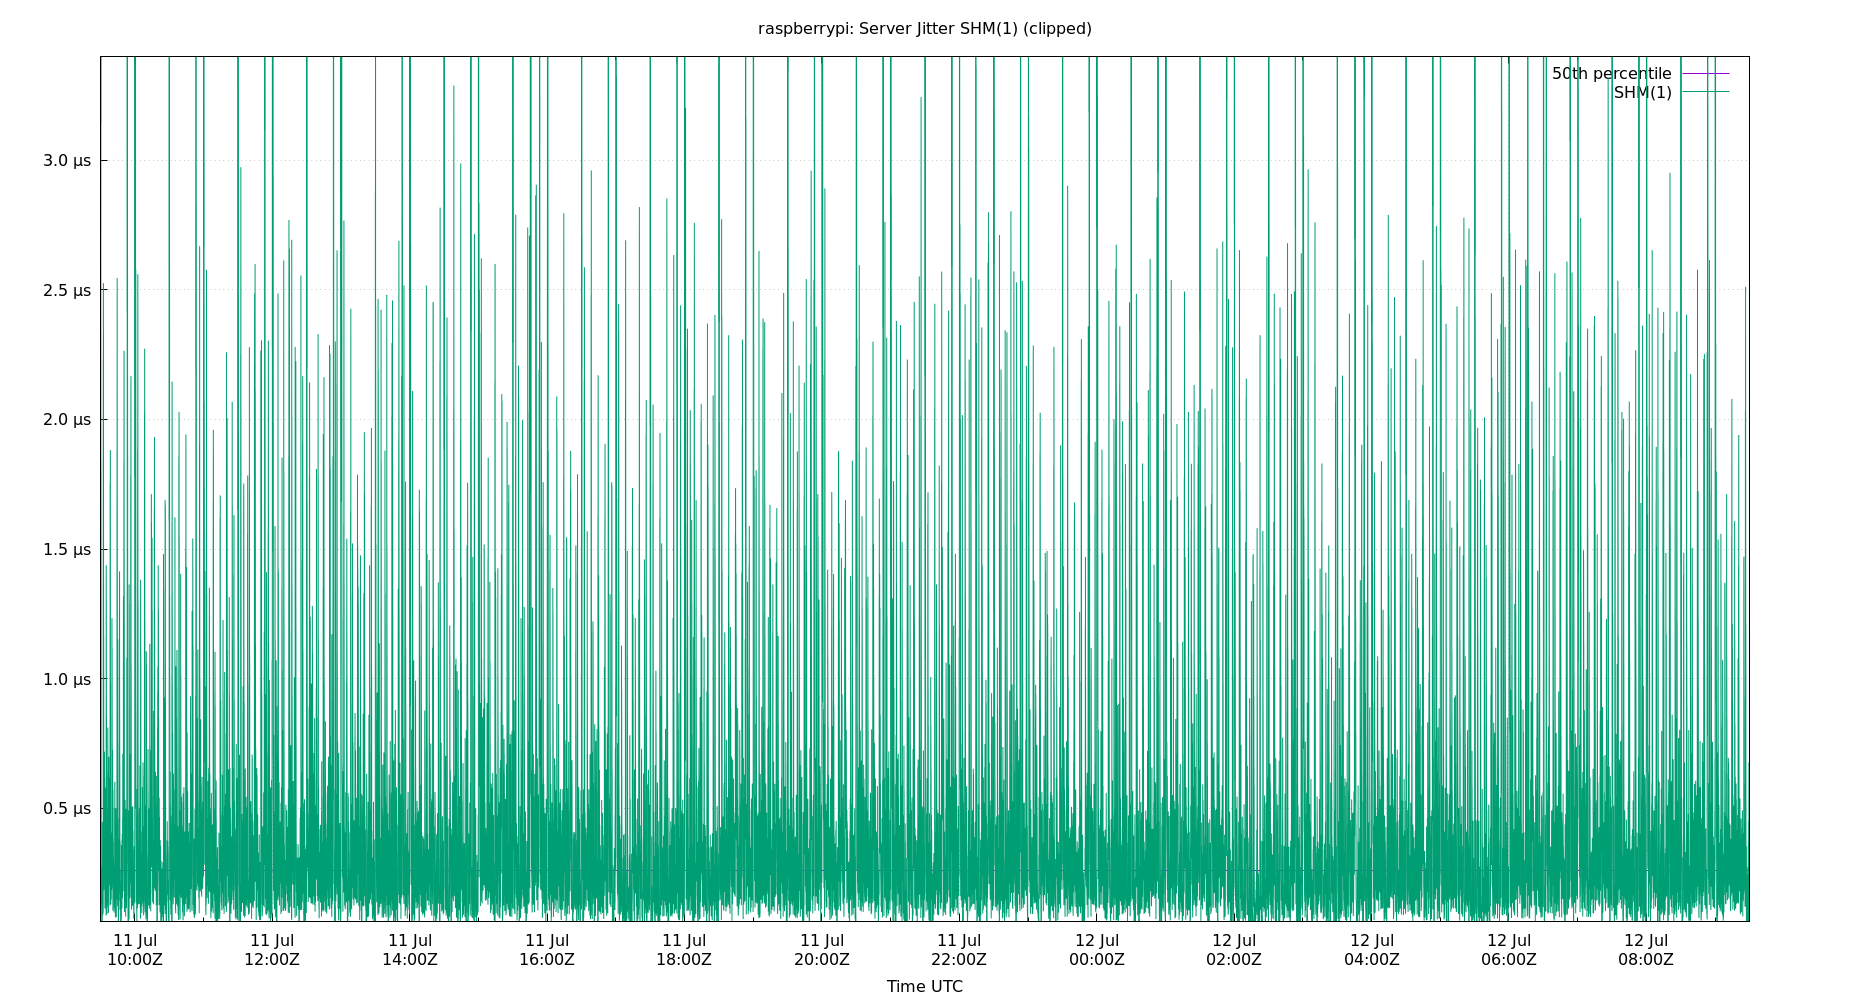 raspberrypi: Server Jitter SHM(1) (clipped)
50th percentile
SHM(1)
3.0 µs
2.5 µs
2.0 µs
1.5 µs
1.0 µs
0.5 µs
11 Jul 11 Jul 11 Jul 11 Jul 11 Jul 11 Jul 11 Jul 12 Jul 12 Jul 12 Jul 12 Jul 12 Jul
10:00Z 12:00Z 14:00Z 16:00Z 18:00Z 20:00Z 22:00Z 00:00Z 02:00Z 04:00Z 06:00Z 08:00Z
Time UTC